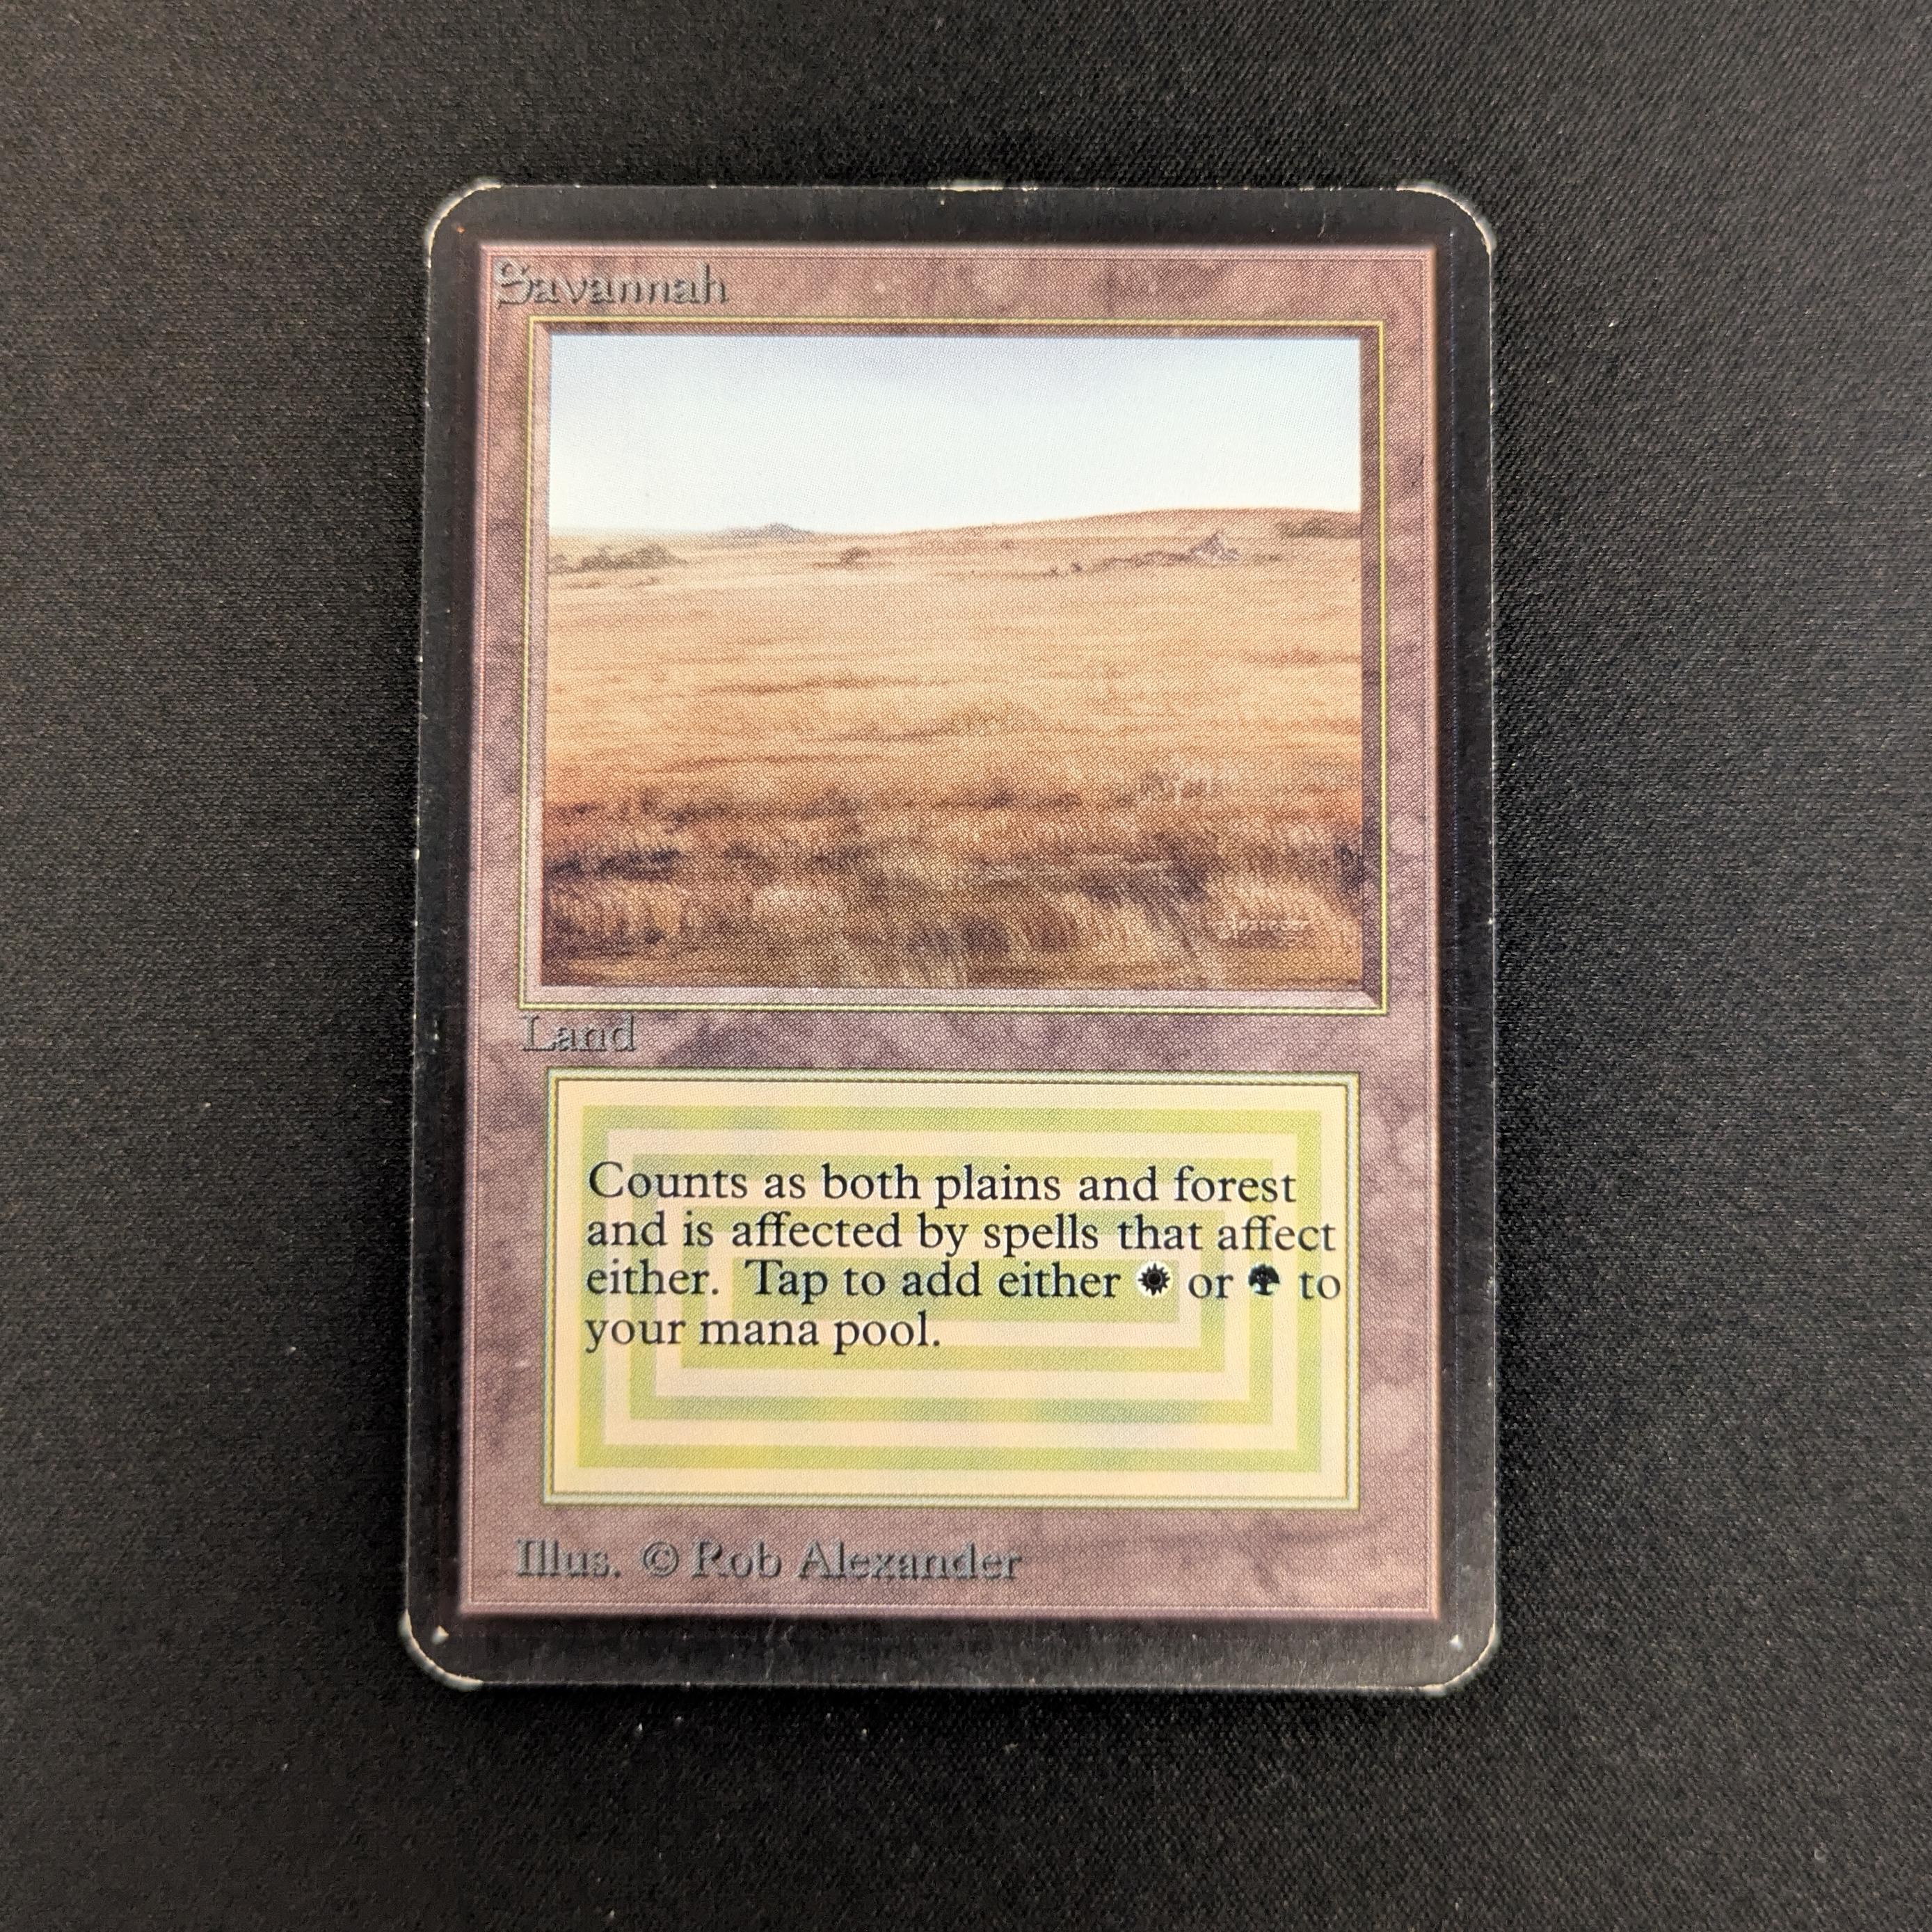 Savannah
Land
Counts as both plains and forest
and is affected by spells that affect
either. Tap to add either or to
your mana pool.
Illus. © Rob Alexander